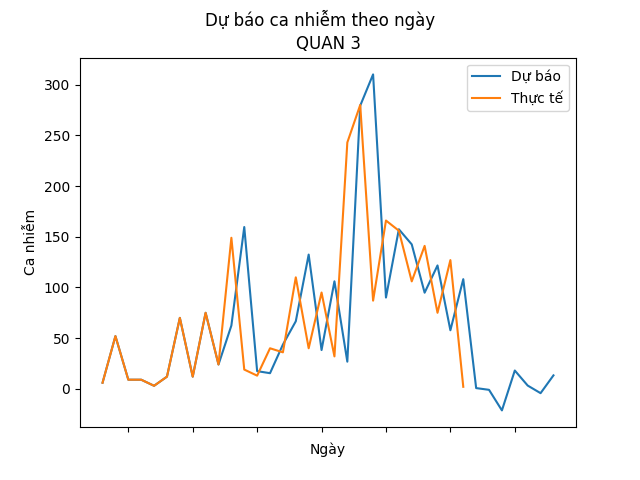 Dự báo ca nhiễm theo ngày
QUAN 3
Dự báo
Thực tế
300
250
200
150
100
50
0
Ca nhiễm
Ngày